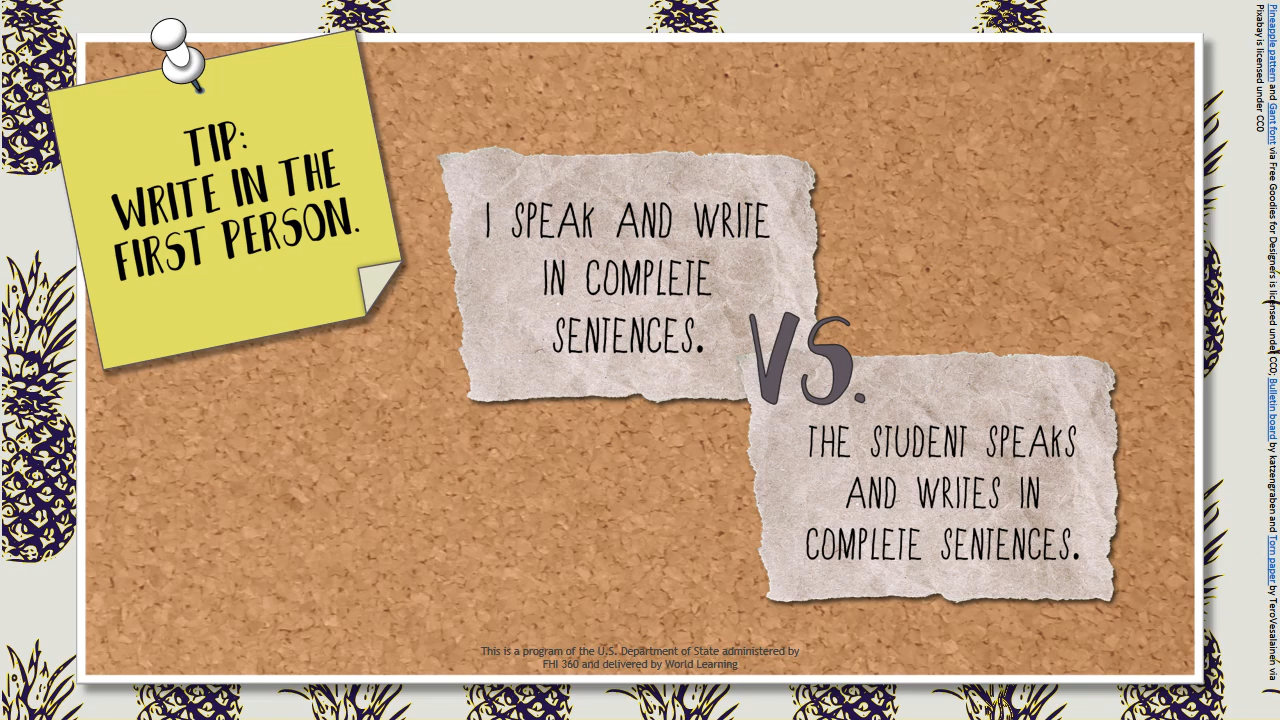 TIP:
WRITE IN THE
FIRST PERSON.
I SPEAK AND WRITE
IN COMPLETE
SENTENCES.
VS.
THE STUDENT SPEAKS
AND WRITES IN
COMPLETE SENTENCES.
This is a program of the U.S. Department of State administered by
FHI 360 and delivered by World Learning
Pineapple pattern and Gant font via Free Goodies for Designers is licensed under CC0; Bulletin board by katzengraben and Torn paper by TeroVesalainen via
Pixabay is licensed under CC0